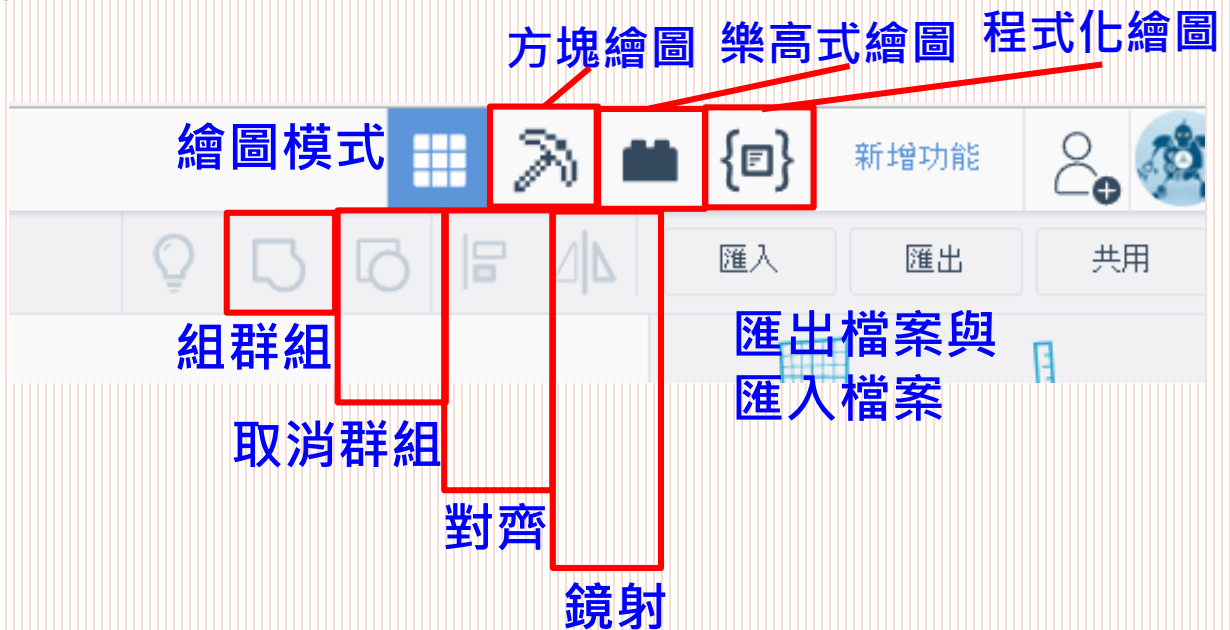 方塊繪圖 樂高式繪圖 程式化繪圖
繪圖模式
新增功能
匯入 匯出 共用
組群組
匯出檔案與
匯入檔案
取消群組
對齊
鏡射